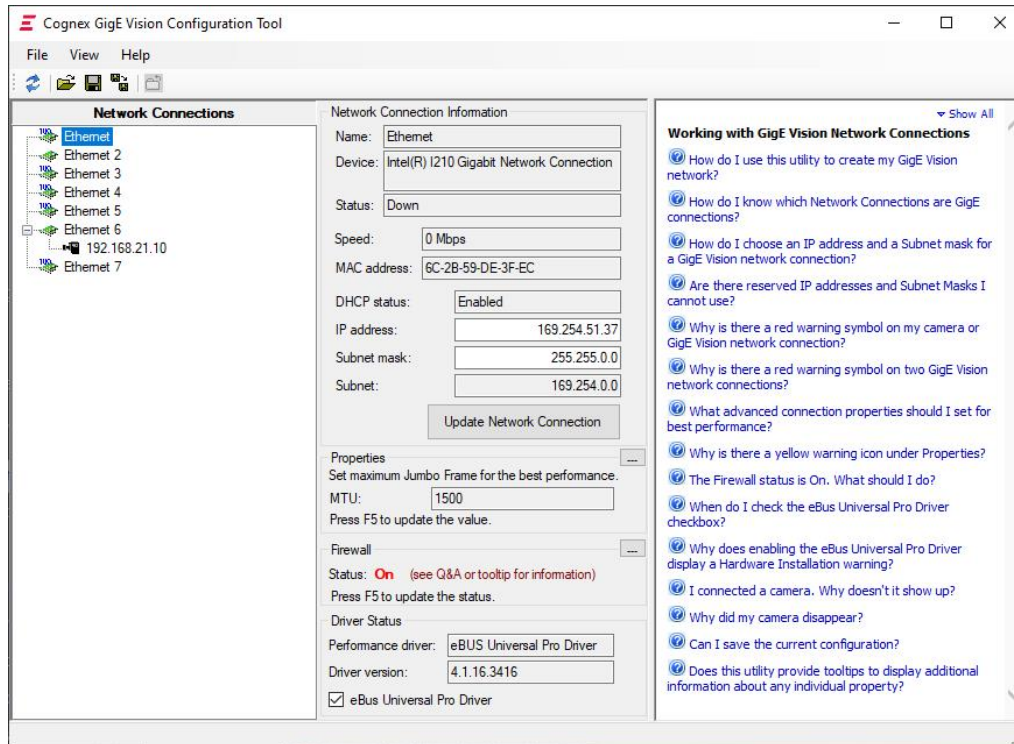 Cognex GigE Vision Configuration Tool
File View Help
Network Connections
Ethernet
Ethernet 2
Ethernet 3
Ethernet 4
Ethernet 5
Ethernet 6
192.168.21.10
Ethernet 7
Network Connection Information
Name: Ethernet
Device: Intel(R) I210 Gigabit Network Connection
Status: Down
Speed: 0 Mbps
MAC address: 6C-2B-59-DE-3F-EC
DHCP status: Enabled
IP address: 169.254.51.37
Subnet mask: 255.255.0.0
Subnet: 169.254.0.0
Update Network Connection
Properties ...
Set maximum Jumbo Frame for the best performance.
MTU: 1500
Press F5 to update the value.
Firewall ...
Status: On (see Q&A or tooltip for information)
Press F5 to update the status.
Driver Status
Performance driver: eBUS Universal Pro Driver
Driver version: 4.1.16.3416
eBus Universal Pro Driver
Show All
Working with GigE Vision Network Connections
How do I use this utility to create my GigE Vision
network?
How do I know which Network Connections are GigE
connections?
How do I choose an IP address and a Subnet mask for
a GigE Vision network connection?
Are there reserved IP addresses and Subnet Masks I
cannot use?
Why is there a red warning symbol on my camera or
GigE Vision network connection?
Why is there a red warning symbol on two GigE Vision
network connections?
What advanced connection properties should I set for
best performance?
Why is there a yellow warning icon under Properties?
The Firewall status is On. What should I do?
When do I check the eBus Universal Pro Driver
checkbox?
Why does enabling the eBus Universal Pro Driver
display a Hardware Installation warning?
I connected a camera. Why doesn't it show up?
Why did my camera disappear?
Can I save the current configuration?
Does this utility provide tooltips to display additional
information about any individual property?